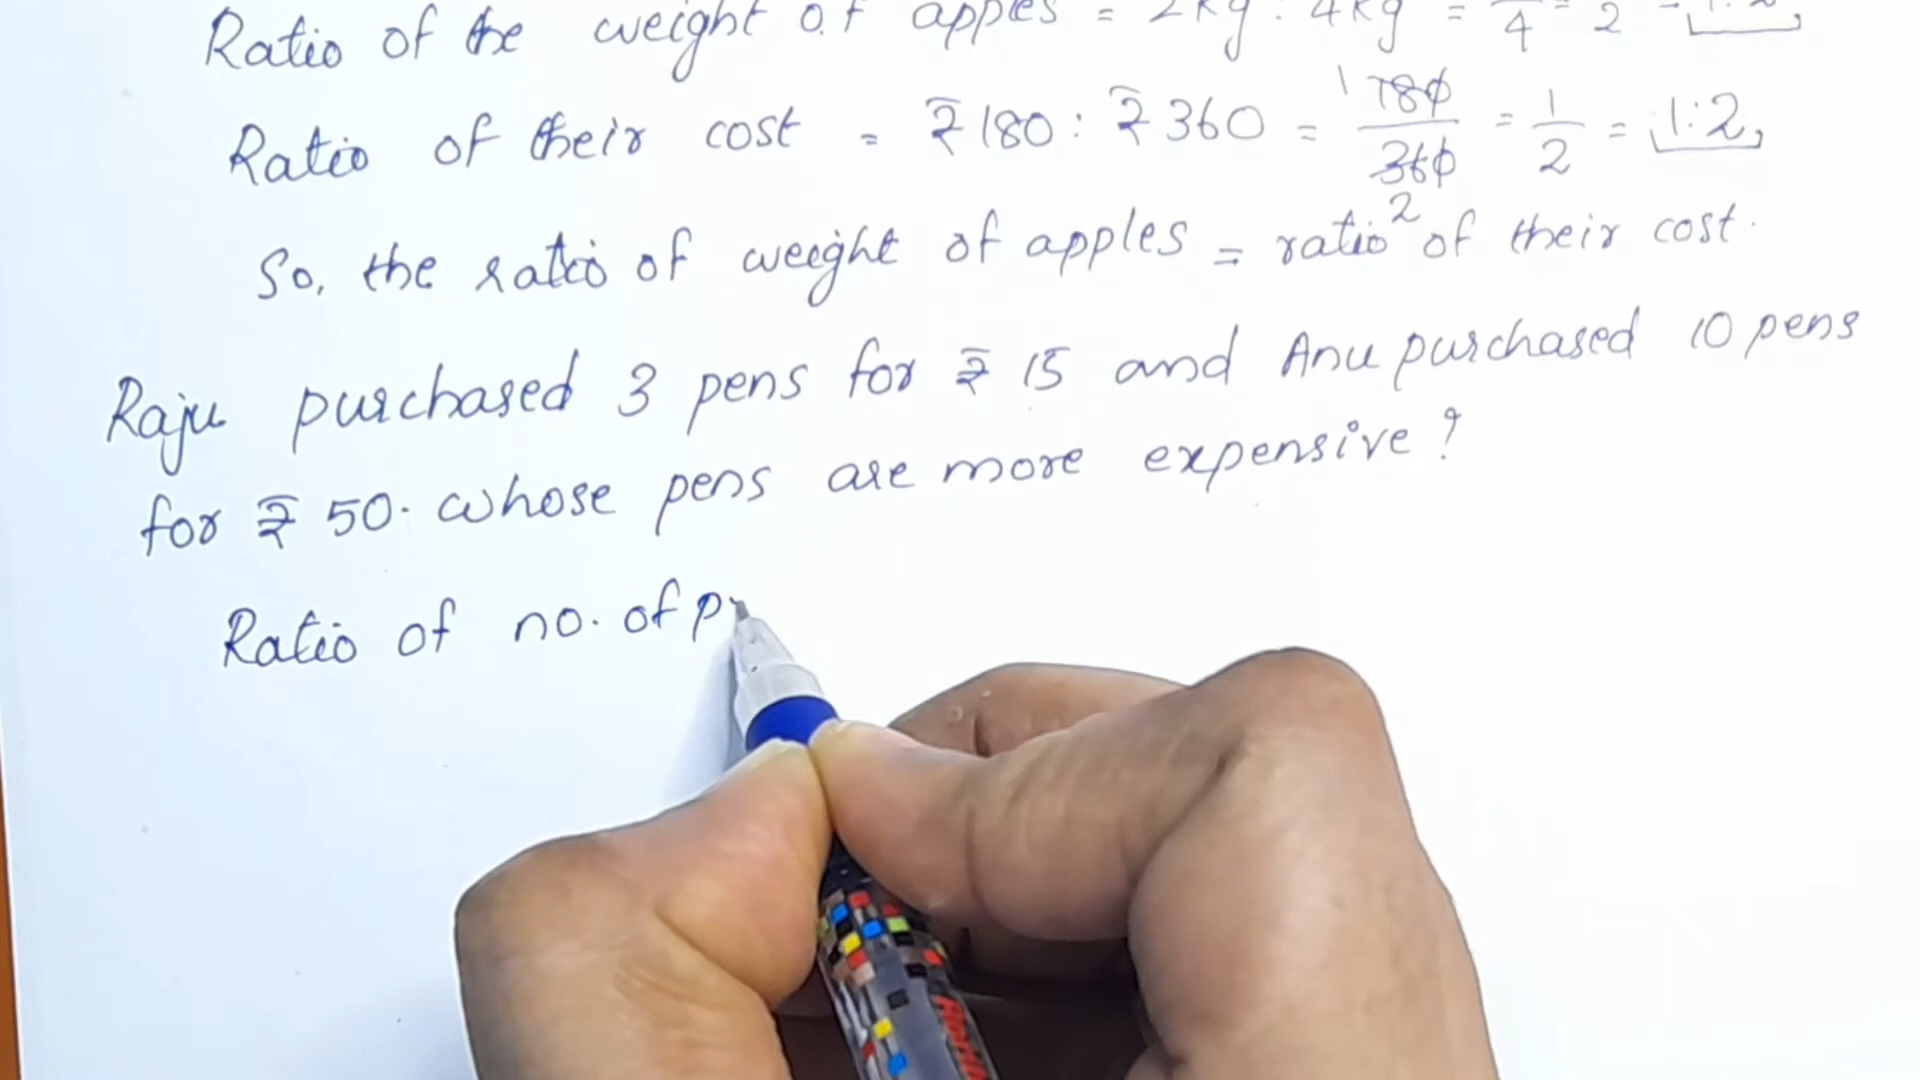 Ratio of the weight of apples = 2kg : 4kg = /4 = /2 = 1:2,
Ratio of their cost = ₹180 : ₹360 = 180/360 = 1/2 = 1:2,
1 2
So, the ratio of weight of apples = ratio of their cost.
Raju purchased 3 pens for ₹ 15 and Anu purchased 10 pens
for ₹ 50. whose pens are more expensive?
Ratio of no. of p